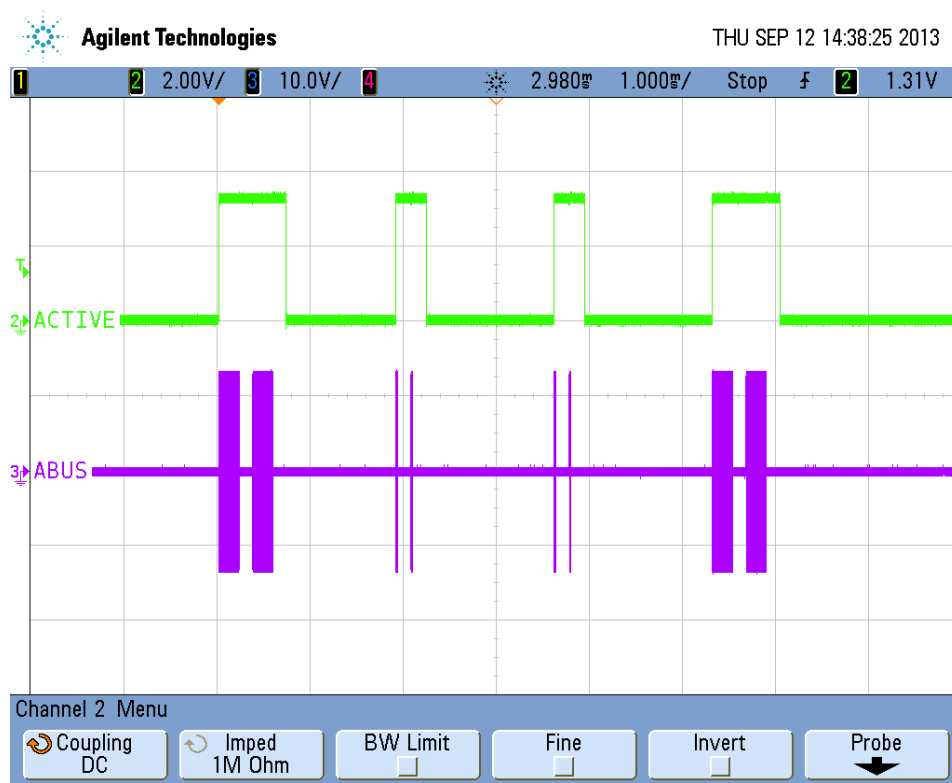 Agilent Technologies THU SEP 12 14:38:25 2013
1 2 2.00V/ 3 10.0V/ 4 2.980ms 1.000ms/ Stop 2 1.31V
T
2 ACTIVE
3 ABUS
Channel 2 Menu
Coupling Imped BW Limit Fine Invert Probe
DC 1M Ohm